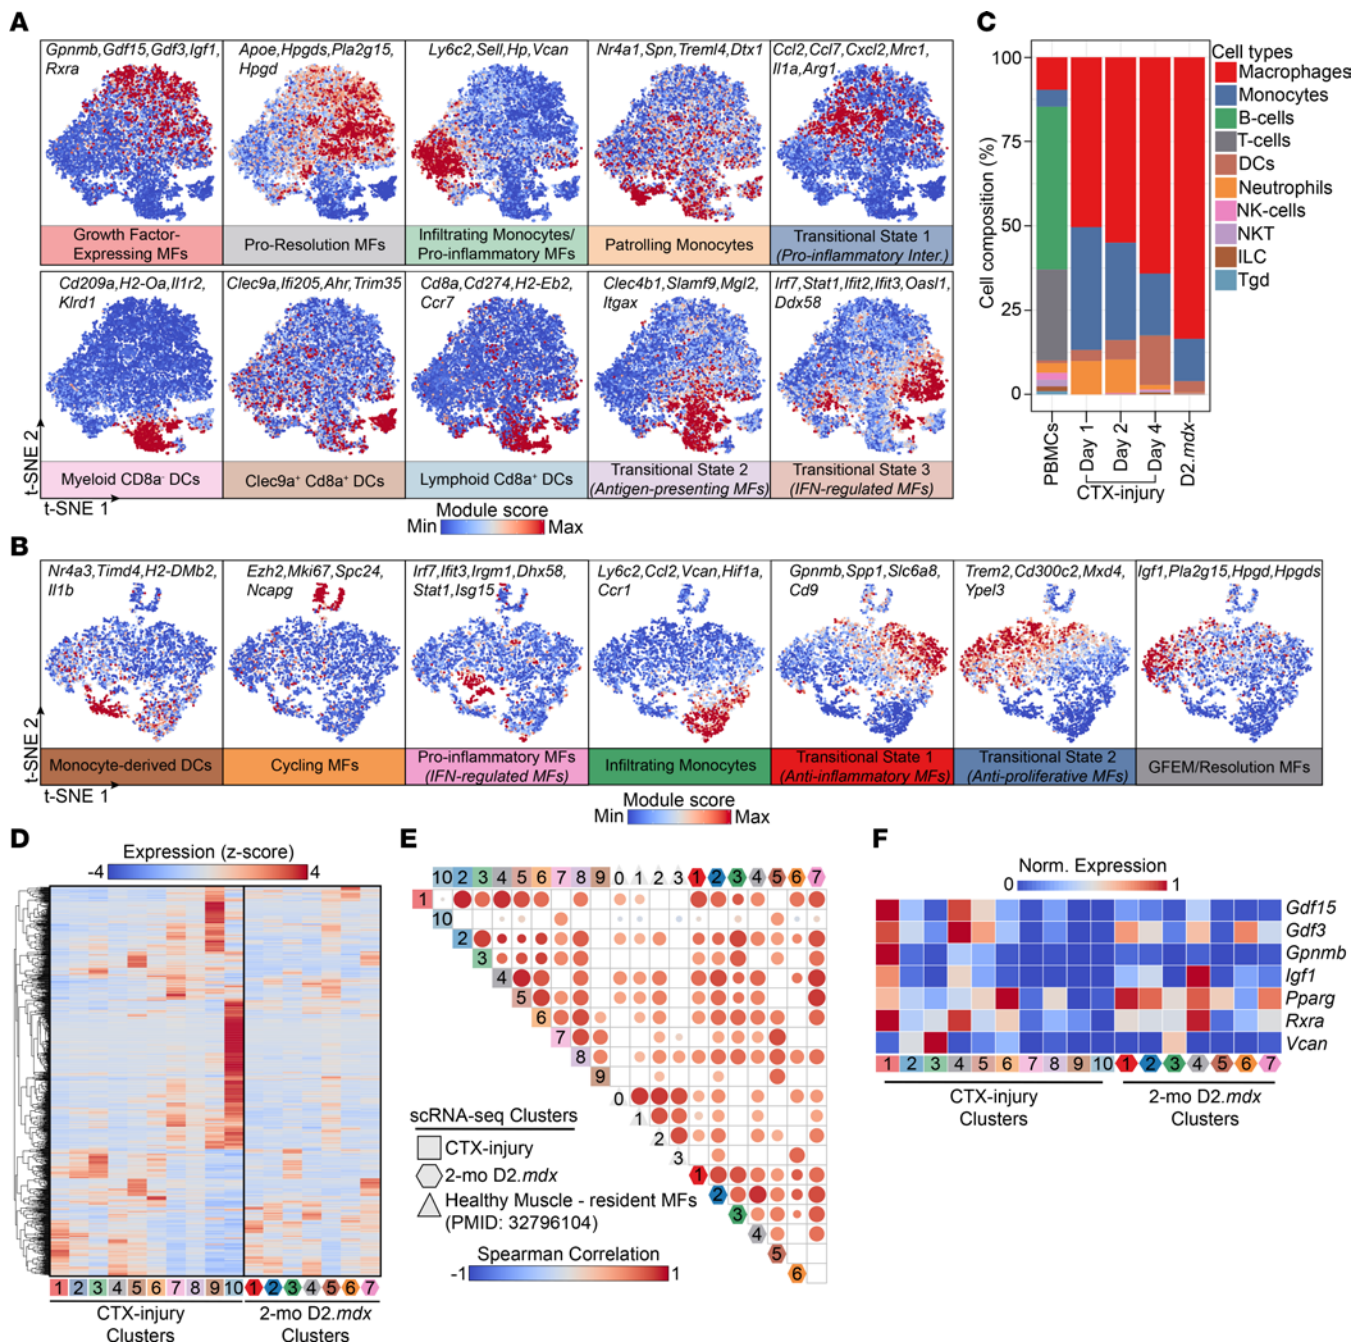 A
Gpnmb,Gdf15,Gdf3,Igf1,
Rxra
Apoe,Hpgds,Pla2g15,
Hpgd
Ly6c2,Sell,Hp,Vcan
Nr4a1,Spn,Treml4,Dtx1
Ccl2,Ccl7,Cxcl2,Mrc1,
Il1a,Arg1
Growth Factor-
Expressing MFs
Pro-Resolution MFs
Infiltrating Monocytes/
Pro-inflammatory MFs
Patrolling Monocytes
Transitional State 1
(Pro-inflammatory Inter.)
Cd209a,H2-Oa,Il1r2,
Klrd1
Clec9a,Ifi205,Ahr,Trim35
Cd8a,Cd274,H2-Eb2,
Ccr7
Clec4b1,Slamf9,Mgl2,
Itgax
Irf7,Stat1,Ifit2,Ifit3,Oasl1,
Ddx58
Myeloid CD8a- DCs
Clec9a+ Cd8a+ DCs
Lymphoid Cd8a+ DCs
Transitional State 2
(Antigen-presenting MFs)
Transitional State 3
(IFN-regulated MFs)
t-SNE 2
t-SNE 1
Module score
Min Max
B
Nr4a3,Timd4,H2-DMb2,
Il1b
Ezh2,Mki67,Spc24,
Ncapg
Irf7,Ifit3,Irgm1,Dhx58,
Stat1,Isg15
Ly6c2,Ccl2,Vcan,Hif1a,
Ccr1
Gpnmb,Spp1,Slc6a8,
Cd9
Trem2,Cd300c2,Mxd4,
Ypel3
Igf1,Pla2g15,Hpgd,Hpgds
Monocyte-derived DCs
Cycling MFs
Pro-inflammatory MFs
(IFN-regulated MFs)
Infiltrating Monocytes
Transitional State 1
(Anti-inflammatory MFs)
Transitional State 2
(Anti-proliferative MFs)
GFEM/Resolution MFs
t-SNE 2
t-SNE 1
Module score
Min Max
C
Cell composition (%)
100
75
50
25
0
PBMCs
Day 1
Day 2
Day 4
D2.mdx
CTX-injury
Cell types
Macrophages
Monocytes
B-cells
T-cells
DCs
Neutrophils
NK-cells
NKT
ILC
Tgd
D
Expression (z-score)
-4 4
1 2 3 4 5 6 7 8 9 10 1 2 3 4 5 6 7
CTX-injury
Clusters
2-mo D2.mdx
Clusters
E
10 2 3 4 5 6 7 8 9 0 1 2 3 1 2 3 4 5 6 7
1
10
2
3
4
5
6
7
8
9
0
1
2
3
1
2
3
4
5
6
scRNA-seq Clusters
CTX-injury
2-mo D2.mdx
Healthy Muscle - resident MFs
(PMID: 32796104)
Spearman Correlation
-1 1
F
Norm. Expression
0 1
Gdf15
Gdf3
Gpnmb
Igf1
Pparg
Rxra
Vcan
1 2 3 4 5 6 7 8 9 10 1 2 3 4 5 6 7
CTX-injury
Clusters
2-mo D2.mdx
Clusters